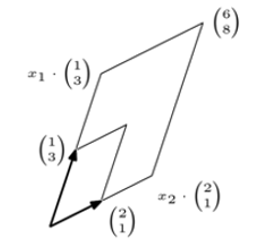 (6 8)
x₁ · (1 3)
(1 3)
x₂ · (2 1)
(2 1)